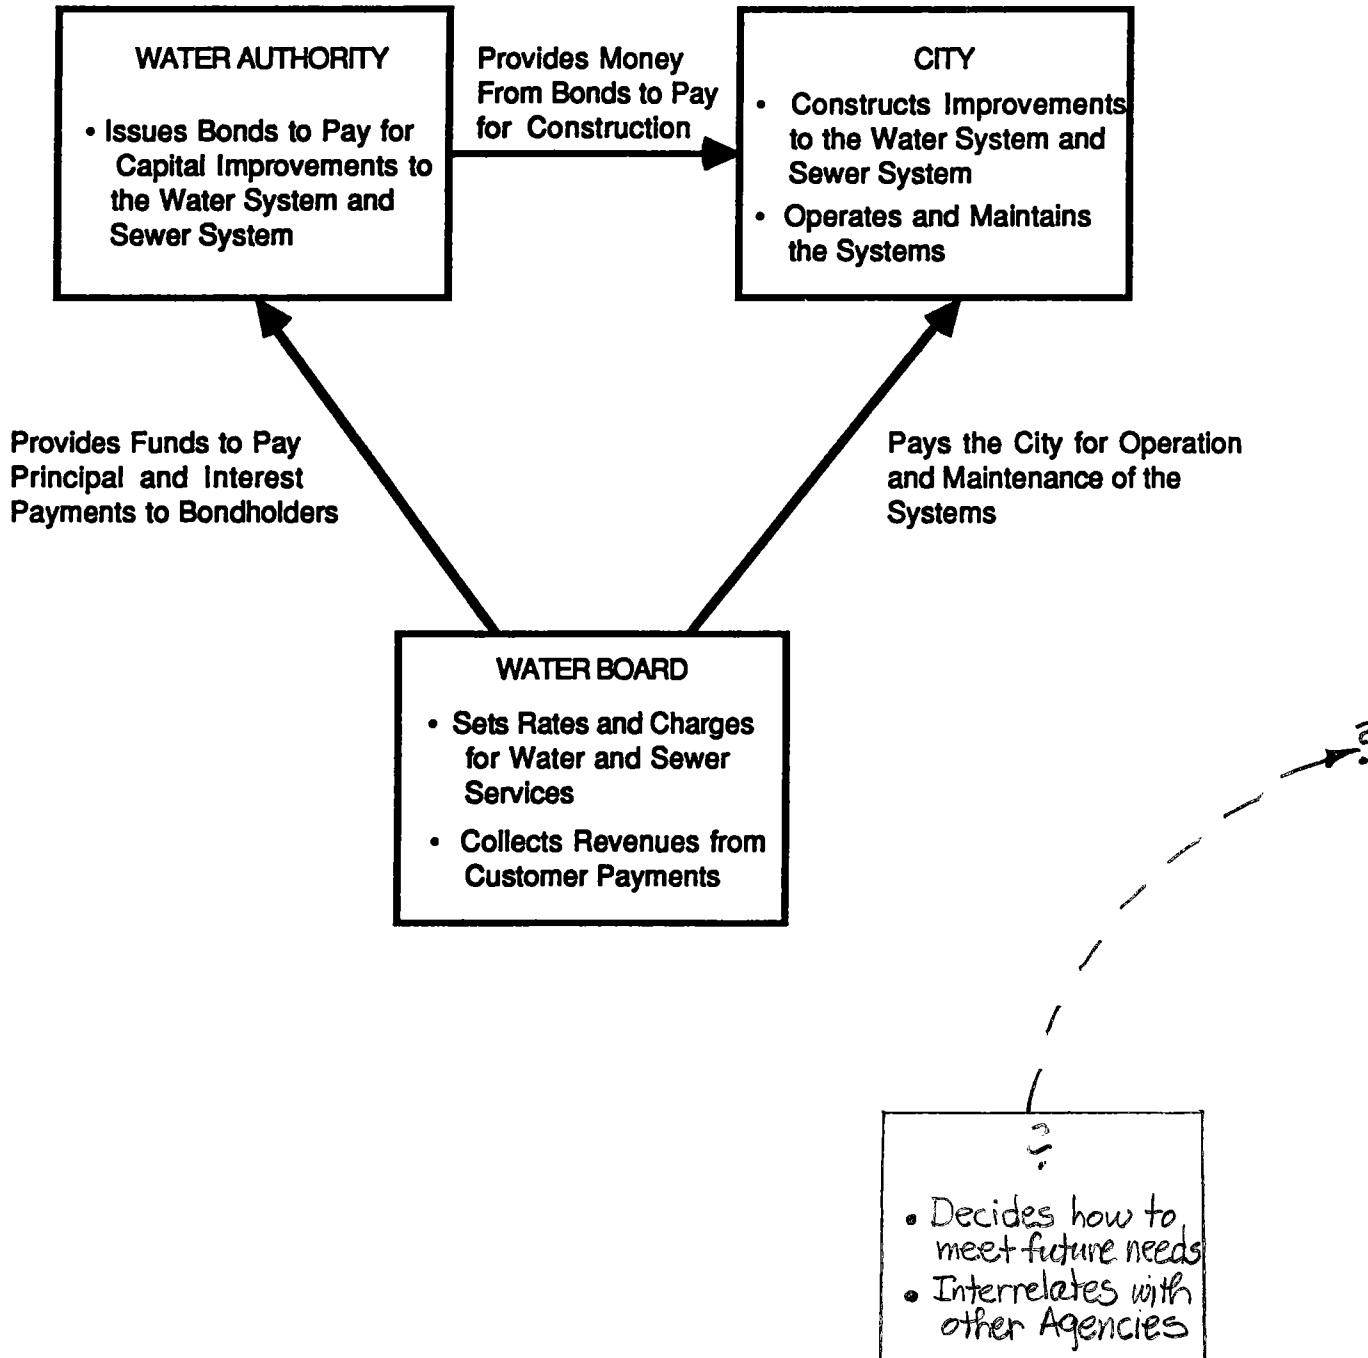 WATER AUTHORITY
• Issues Bonds to Pay for
Capital Improvements to
the Water System and
Sewer System
Provides Money
From Bonds to Pay
for Construction
CITY
• Constructs Improvements
to the Water System and
Sewer System
• Operates and Maintains
the Systems
Provides Funds to Pay
Principal and Interest
Payments to Bondholders
Pays the City for Operation
and Maintenance of the
Systems
WATER BOARD
• Sets Rates and Charges
for Water and Sewer
Services
• Collects Revenues from
Customer Payments
?
?
• Decides how to
meet future needs
• Interrelates with
other Agencies